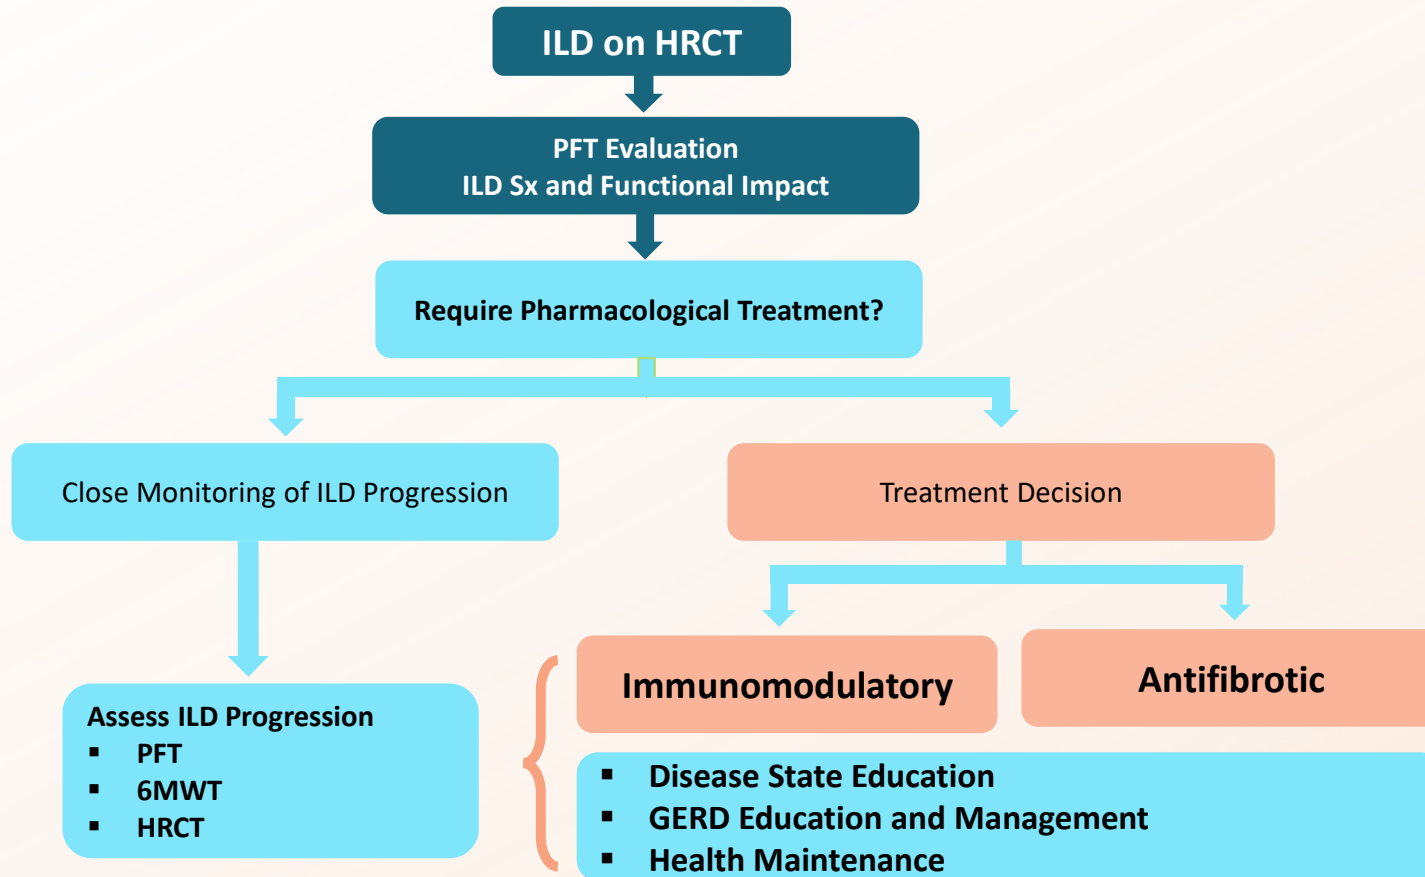 ILD on HRCT
PFT Evaluation
ILD Sx and Functional Impact
Require Pharmacological Treatment?
Close Monitoring of ILD Progression
Treatment Decision
Immunomodulatory
Antifibrotic
Assess ILD Progression
▪ PFT
▪ 6MWT
▪ HRCT
▪ Disease State Education
▪ GERD Education and Management
▪ Health Maintenance